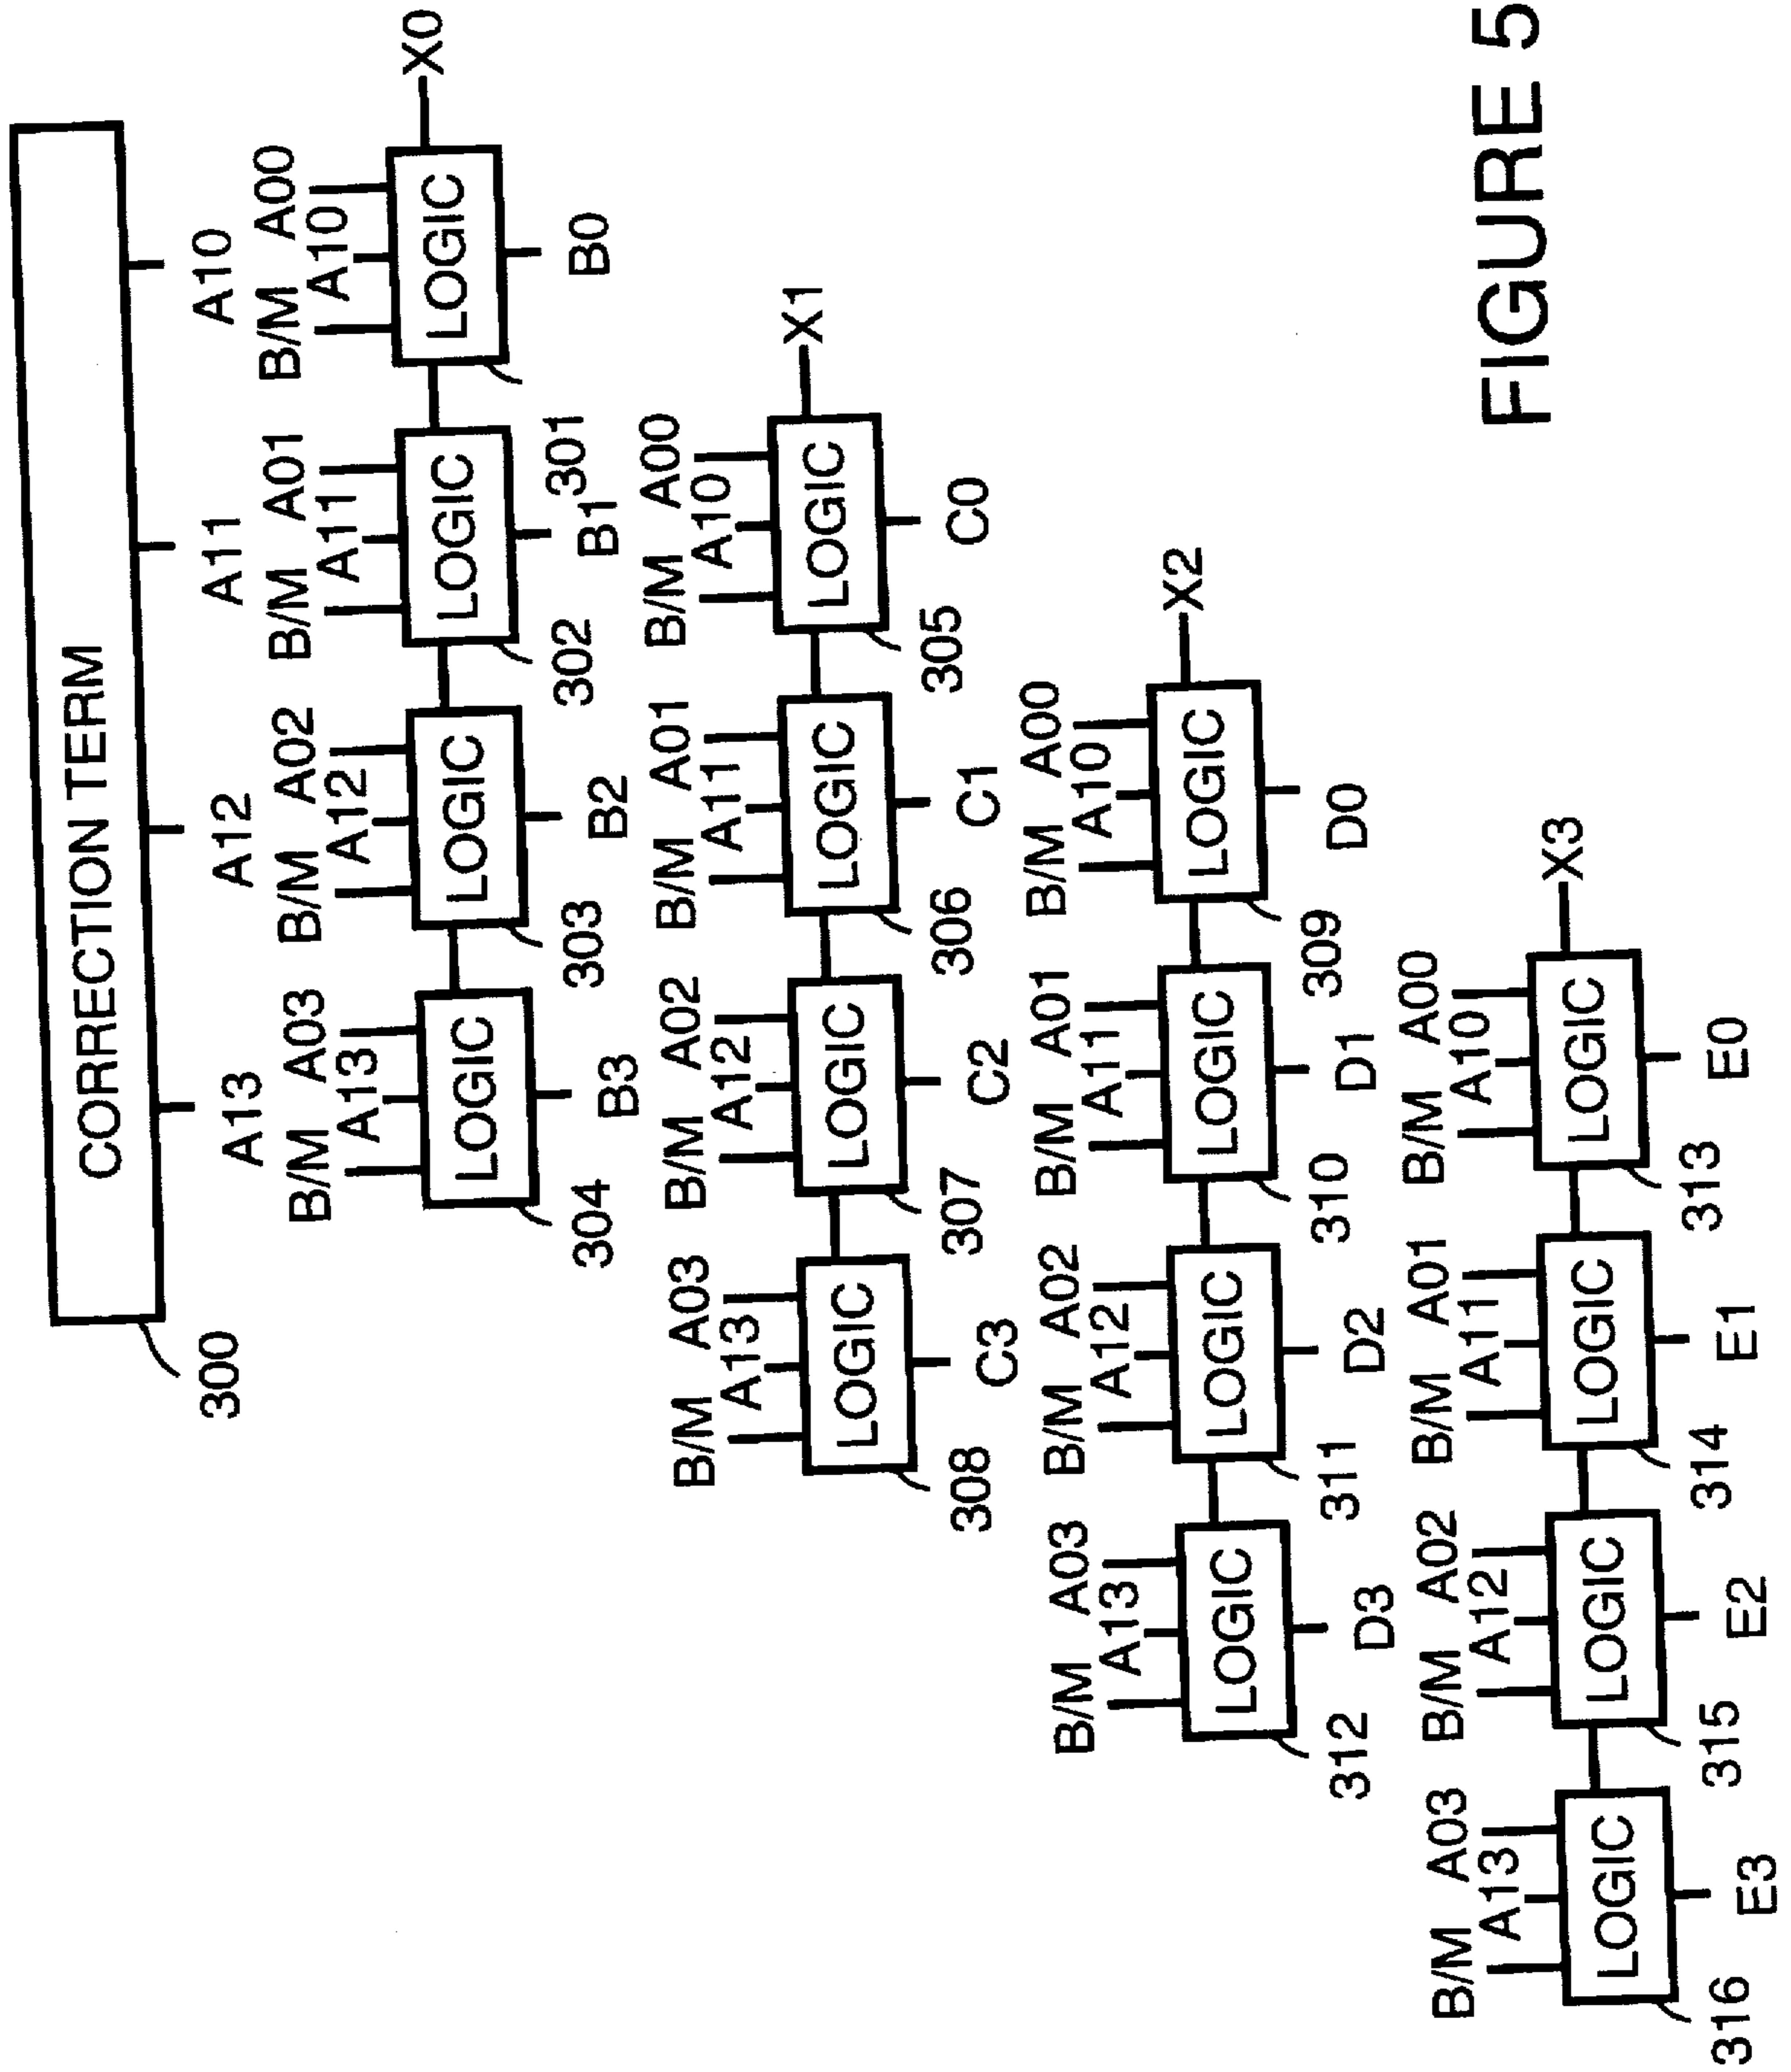 CORRECTION TERM
300
A13 A12 A11 A10
B/M A03 B/M A02 B/M A01 B/M A00
A13 A12 A11 A10
LOGIC LOGIC LOGIC LOGIC X0
304 303 302 301
B3 B2 B1 B0
B/M A03 B/M A02 B/M A01 B/M A00
A13 A12 A11 A10
LOGIC LOGIC LOGIC LOGIC X1
308 307 306 305
C3 C2 C1 C0
B/M A03 B/M A02 B/M A01 B/M A00
A13 A12 A11 A10
LOGIC LOGIC LOGIC LOGIC X2
312 311 310 309
D3 D2 D1 D0
B/M A03 B/M A02 B/M A01 B/M A00
A13 A12 A11 A10
LOGIC LOGIC LOGIC LOGIC X3
316 315 314 313
E3 E2 E1 E0
FIGURE 5